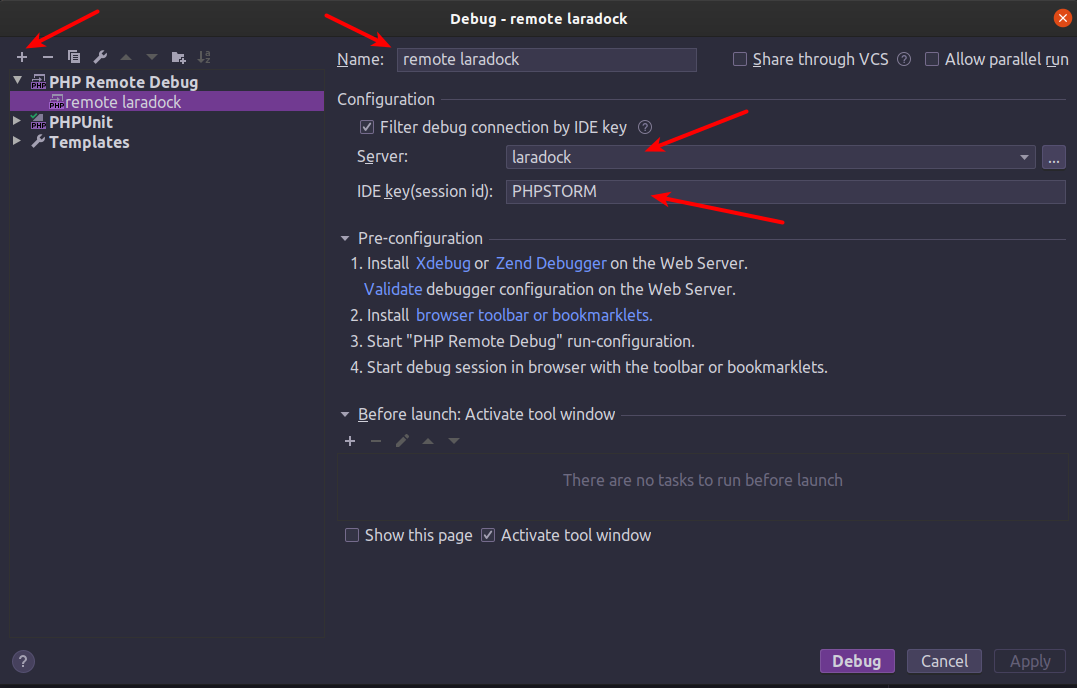 Debug - remote laradock
Name: remote laradock Share through VCS ? Allow parallel run
PHP Remote Debug
remote laradock
PHPUnit
Templates
Configuration
Filter debug connection by IDE key ?
Server: laradock ...
IDE key(session id): PHPSTORM
Pre-configuration
1. Install Xdebug or Zend Debugger on the Web Server.
Validate debugger configuration on the Web Server.
2. Install browser toolbar or bookmarklets.
3. Start "PHP Remote Debug" run-configuration.
4. Start debug session in browser with the toolbar or bookmarklets.
Before launch: Activate tool window
There are no tasks to run before launch
Show this page Activate tool window
? Debug Cancel Apply